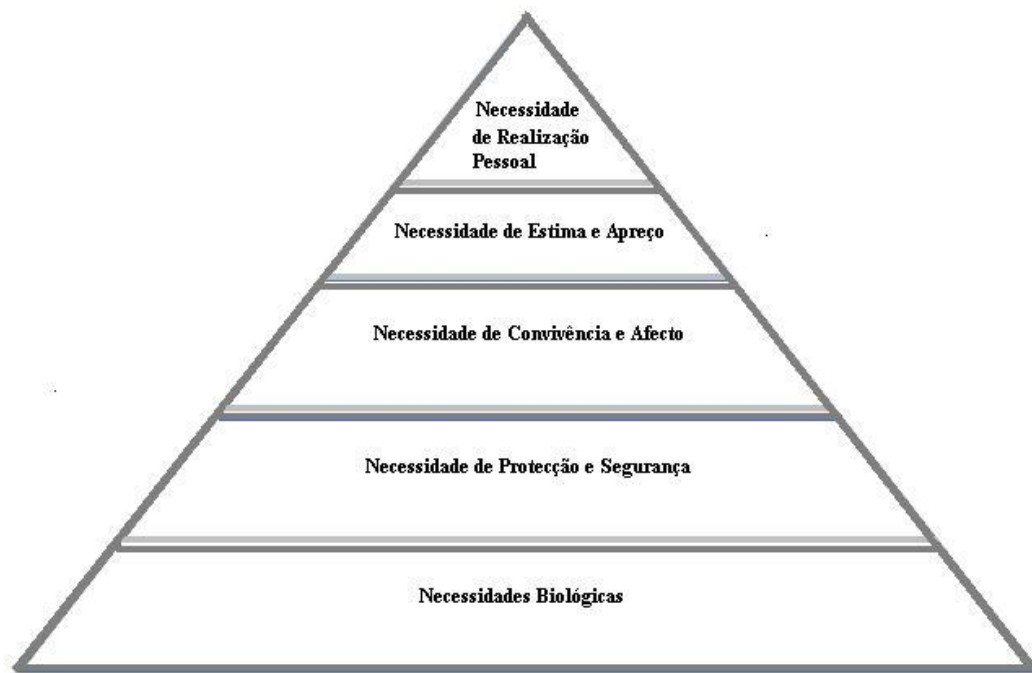 Necessidade
de Realização
Pessoal
Necessidade de Estima e Apreço
Necessidade de Convivência e Afecto
Necessidade de Protecção e Segurança
Necessidades Biológicas